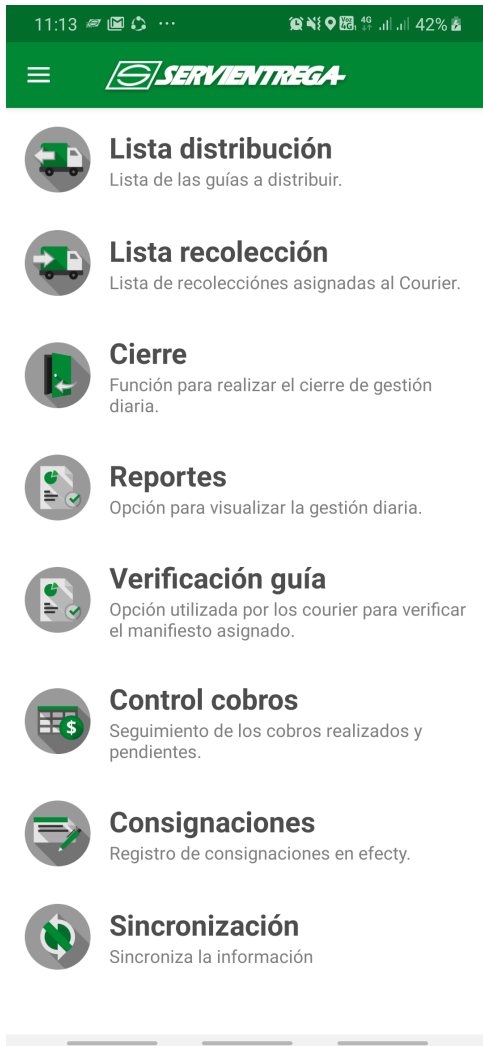 11:13 ··· 4G 42%
SERVIENTREGA
Lista distribución
Lista de las guías a distribuir.
Lista recolección
Lista de recolecciónes asignadas al Courier.
Cierre
Función para realizar el cierre de gestión
diaria.
Reportes
Opción para visualizar la gestión diaria.
Verificación guía
Opción utilizada por los courier para verificar
el manifiesto asignado.
Control cobros
Seguimiento de los cobros realizados y
pendientes.
$
Consignaciones
Registro de consignaciones en efecty.
Sincronización
Sincroniza la información